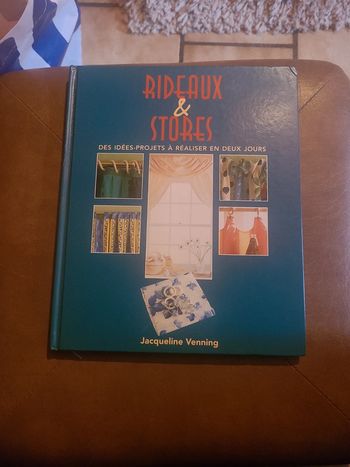 RIDEAUX
&
STORES
DES IDÉES-PROJETS À RÉALISER EN DEUX JOURS
Jacqueline Venning